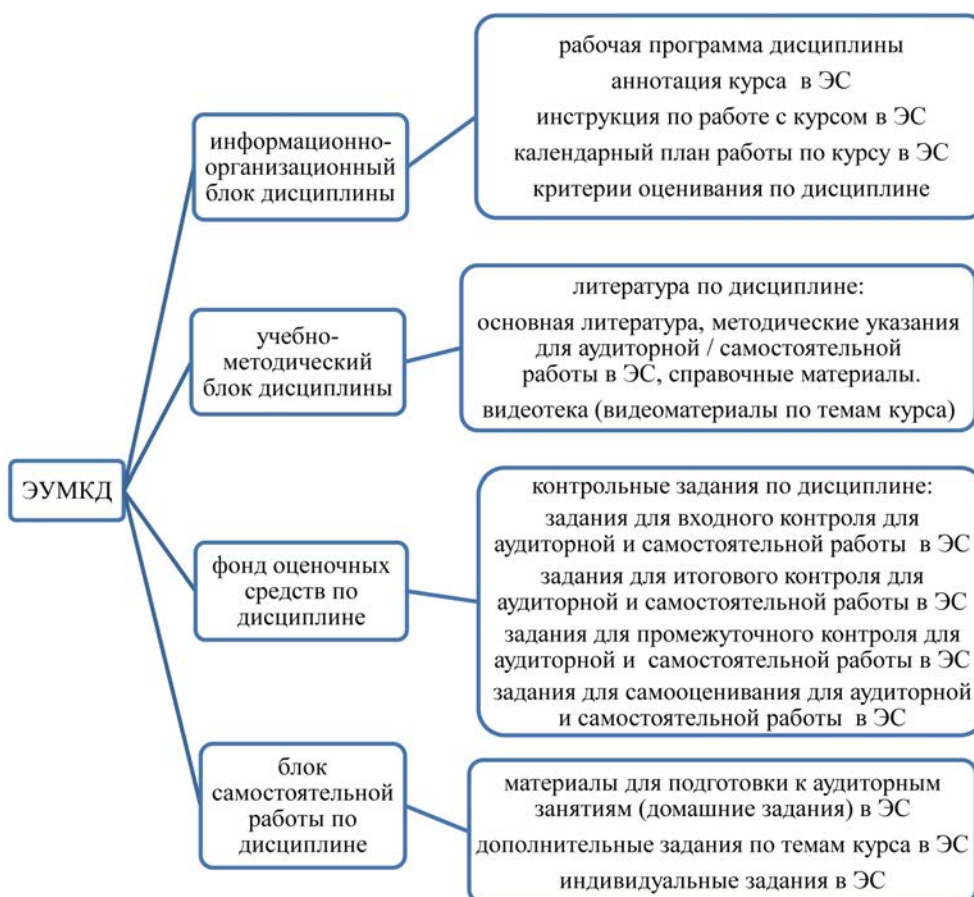 ЭУМКД
информационно-
организационный
блок дисциплины
рабочая программа дисциплины
аннотация курса в ЭС
инструкция по работе с курсом в ЭС
календарный план работы по курсу в ЭС
критерии оценивания по дисциплине
учебно-
методический
блок дисциплины
литература по дисциплине:
основная литература, методические указания
для аудиторной / самостоятельной
работы в ЭС, справочные материалы.
видеотека (видеоматериалы по темам курса)
фонд оценочных
средств по
дисциплине
контрольные задания по дисциплине:
задания для входного контроля для
аудиторной и самостоятельной работы в ЭС
задания для итогового контроля для
аудиторной и самостоятельной работы в ЭС
задания для промежуточного контроля для
аудиторной и самостоятельной работы в ЭС
задания для самооценивания для аудиторной
и самостоятельной работы в ЭС
блок
самостоятельной
работы по
дисциплине
материалы для подготовки к аудиторным
занятиям (домашние задания) в ЭС
дополнительные задания по темам курса в ЭС
индивидуальные задания в ЭС